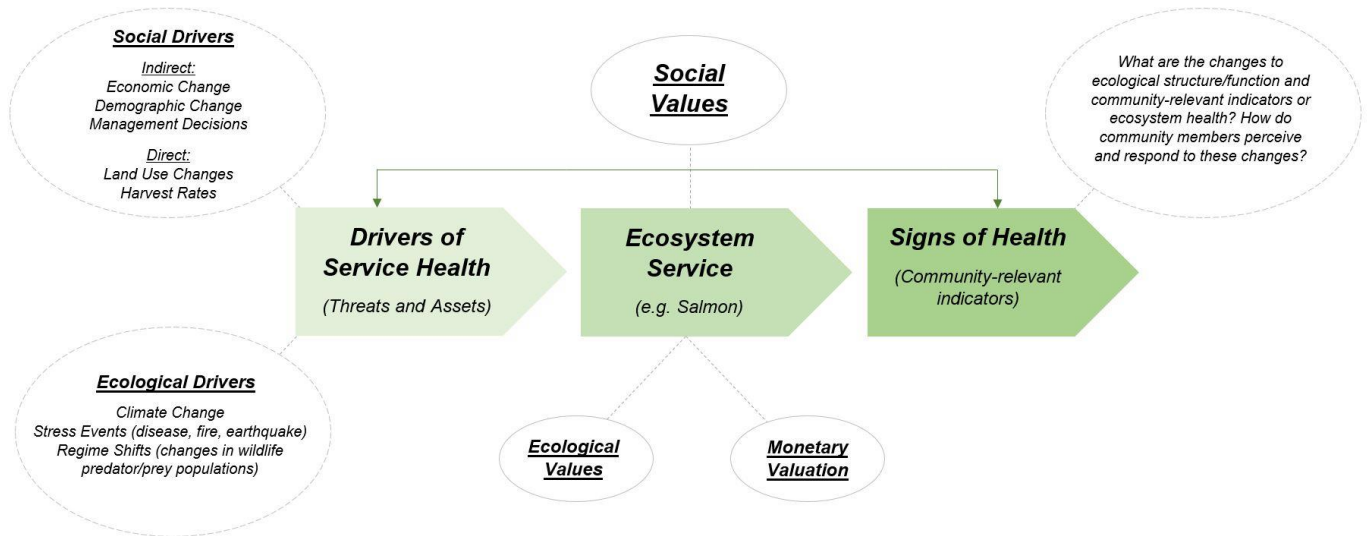 Social Drivers
Indirect:
Economic Change
Demographic Change
Management Decisions
Direct:
Land Use Changes
Harvest Rates
Social
Values
What are the changes to
ecological structure/function and
community-relevant indicators or
ecosystem health? How do
community members perceive
and respond to these changes?
Drivers of
Service Health
(Threats and Assets)
Ecosystem
Service
(e.g. Salmon)
Signs of Health
(Community-relevant
indicators)
Ecological Drivers
Climate Change
Stress Events (disease, fire, earthquake)
Regime Shifts (changes in wildlife
predator/prey populations)
Ecological
Values
Monetary
Valuation